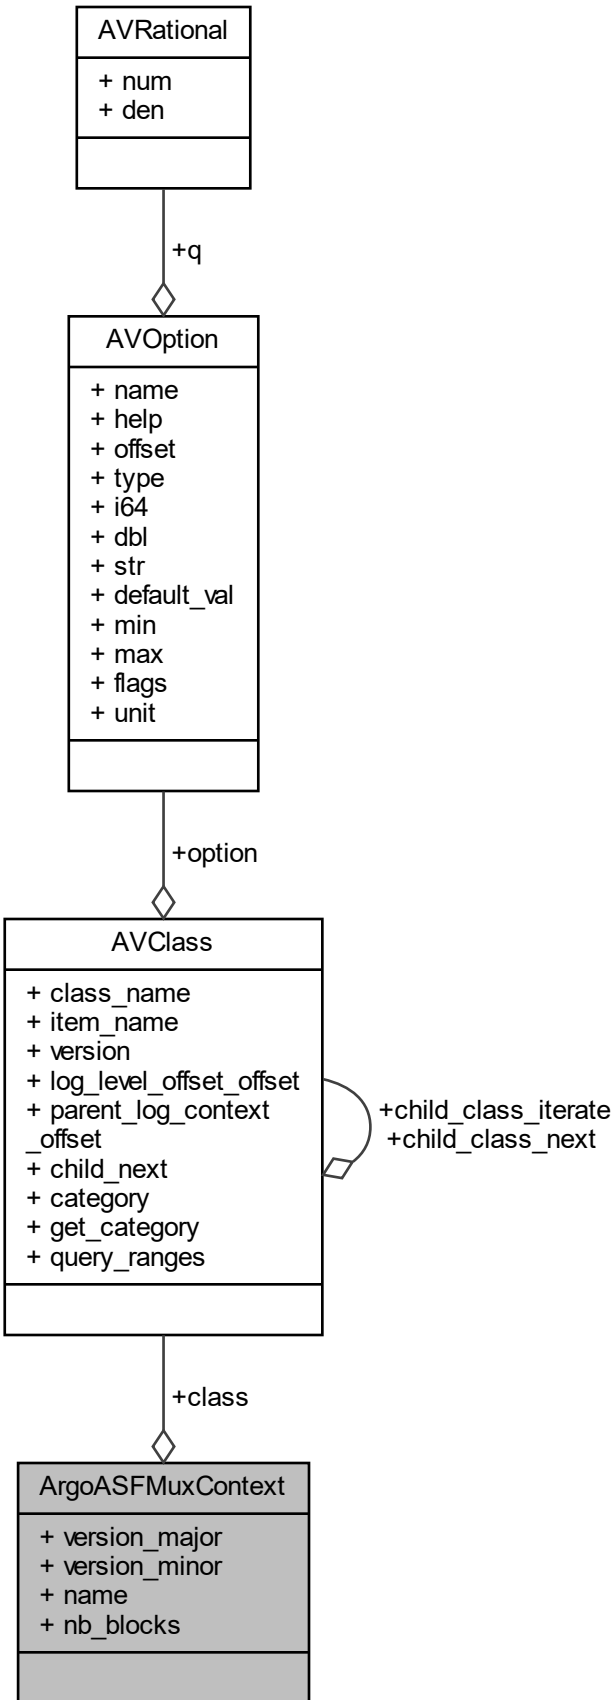 AVRational
+ num
+ den
+q
AVOption
+ name
+ help
+ offset
+ type
+ i64
+ dbl
+ str
+ default_val
+ min
+ max
+ flags
+ unit
+option
AVClass
+ class_name
+ item_name
+ version
+ log_level_offset_offset
+ parent_log_context
_offset
+ child_next
+ category
+ get_category
+ query_ranges
+child_class_iterate
+child_class_next
+class
ArgoASFMuxContext
+ version_major
+ version_minor
+ name
+ nb_blocks